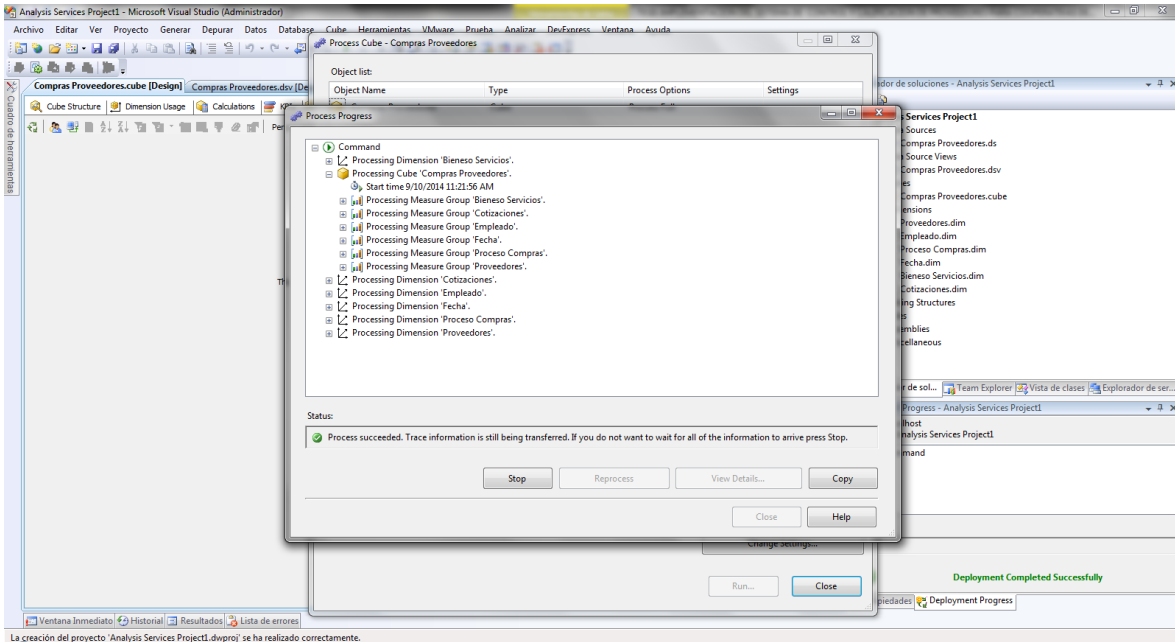 Analysis Services Project1 - Microsoft Visual Studio (Administrador)
Archivo Editar Ver Proyecto Generar Depurar Datos Database Cube Herramientas VMware Prueba Analizar DevExpress Ventana Ayuda
Process Cube - Compras Proveedores
Object list:
Object Name Type Process Options Settings
Compras Proveedores.cube [Design] Compras Proveedores.dsv [De
Cube Structure Dimension Usage Calculations
Cuadro de herramientas
Process Progress
Command
Processing Dimension 'Bieneso Servicios'.
Processing Cube 'Compras Proveedores'.
Start time 9/10/2014 11:21:56 AM
Processing Measure Group 'Bieneso Servicios'.
Processing Measure Group 'Cotizaciones'.
Processing Measure Group 'Empleado'.
Processing Measure Group 'Fecha'.
Processing Measure Group 'Proceso Compras'.
Processing Measure Group 'Proveedores'.
Processing Dimension 'Cotizaciones'.
Processing Dimension 'Empleado'.
Processing Dimension 'Fecha'.
Processing Dimension 'Proceso Compras'.
Processing Dimension 'Proveedores'.
Status:
Process succeeded. Trace information is still being transferred. If you do not want to wait for all of the information to arrive press Stop.
Stop Reprocess View Details... Copy
Close Help
Change Settings...
Run... Close
ador de soluciones - Analysis Services Project1
s Services Project1
Sources
Compras Proveedores.ds
Source Views
Compras Proveedores.dsv
es
Compras Proveedores.cube
ensions
Proveedores.dim
Empleado.dim
Proceso Compras.dim
Fecha.dim
Bieneso Servicios.dim
Cotizaciones.dim
ing Structures
es
emblies
cellaneous
r de sol... Team Explorer Vista de clases Explorador de ser...
Progress - Analysis Services Project1
lhost
nalysis Services Project1
mand
Deployment Completed Successfully
piedades Deployment Progress
Ventana Inmediato Historial Resultados Lista de errores
La creación del proyecto 'Analysis Services Project1.dwproj' se ha realizado correctamente.